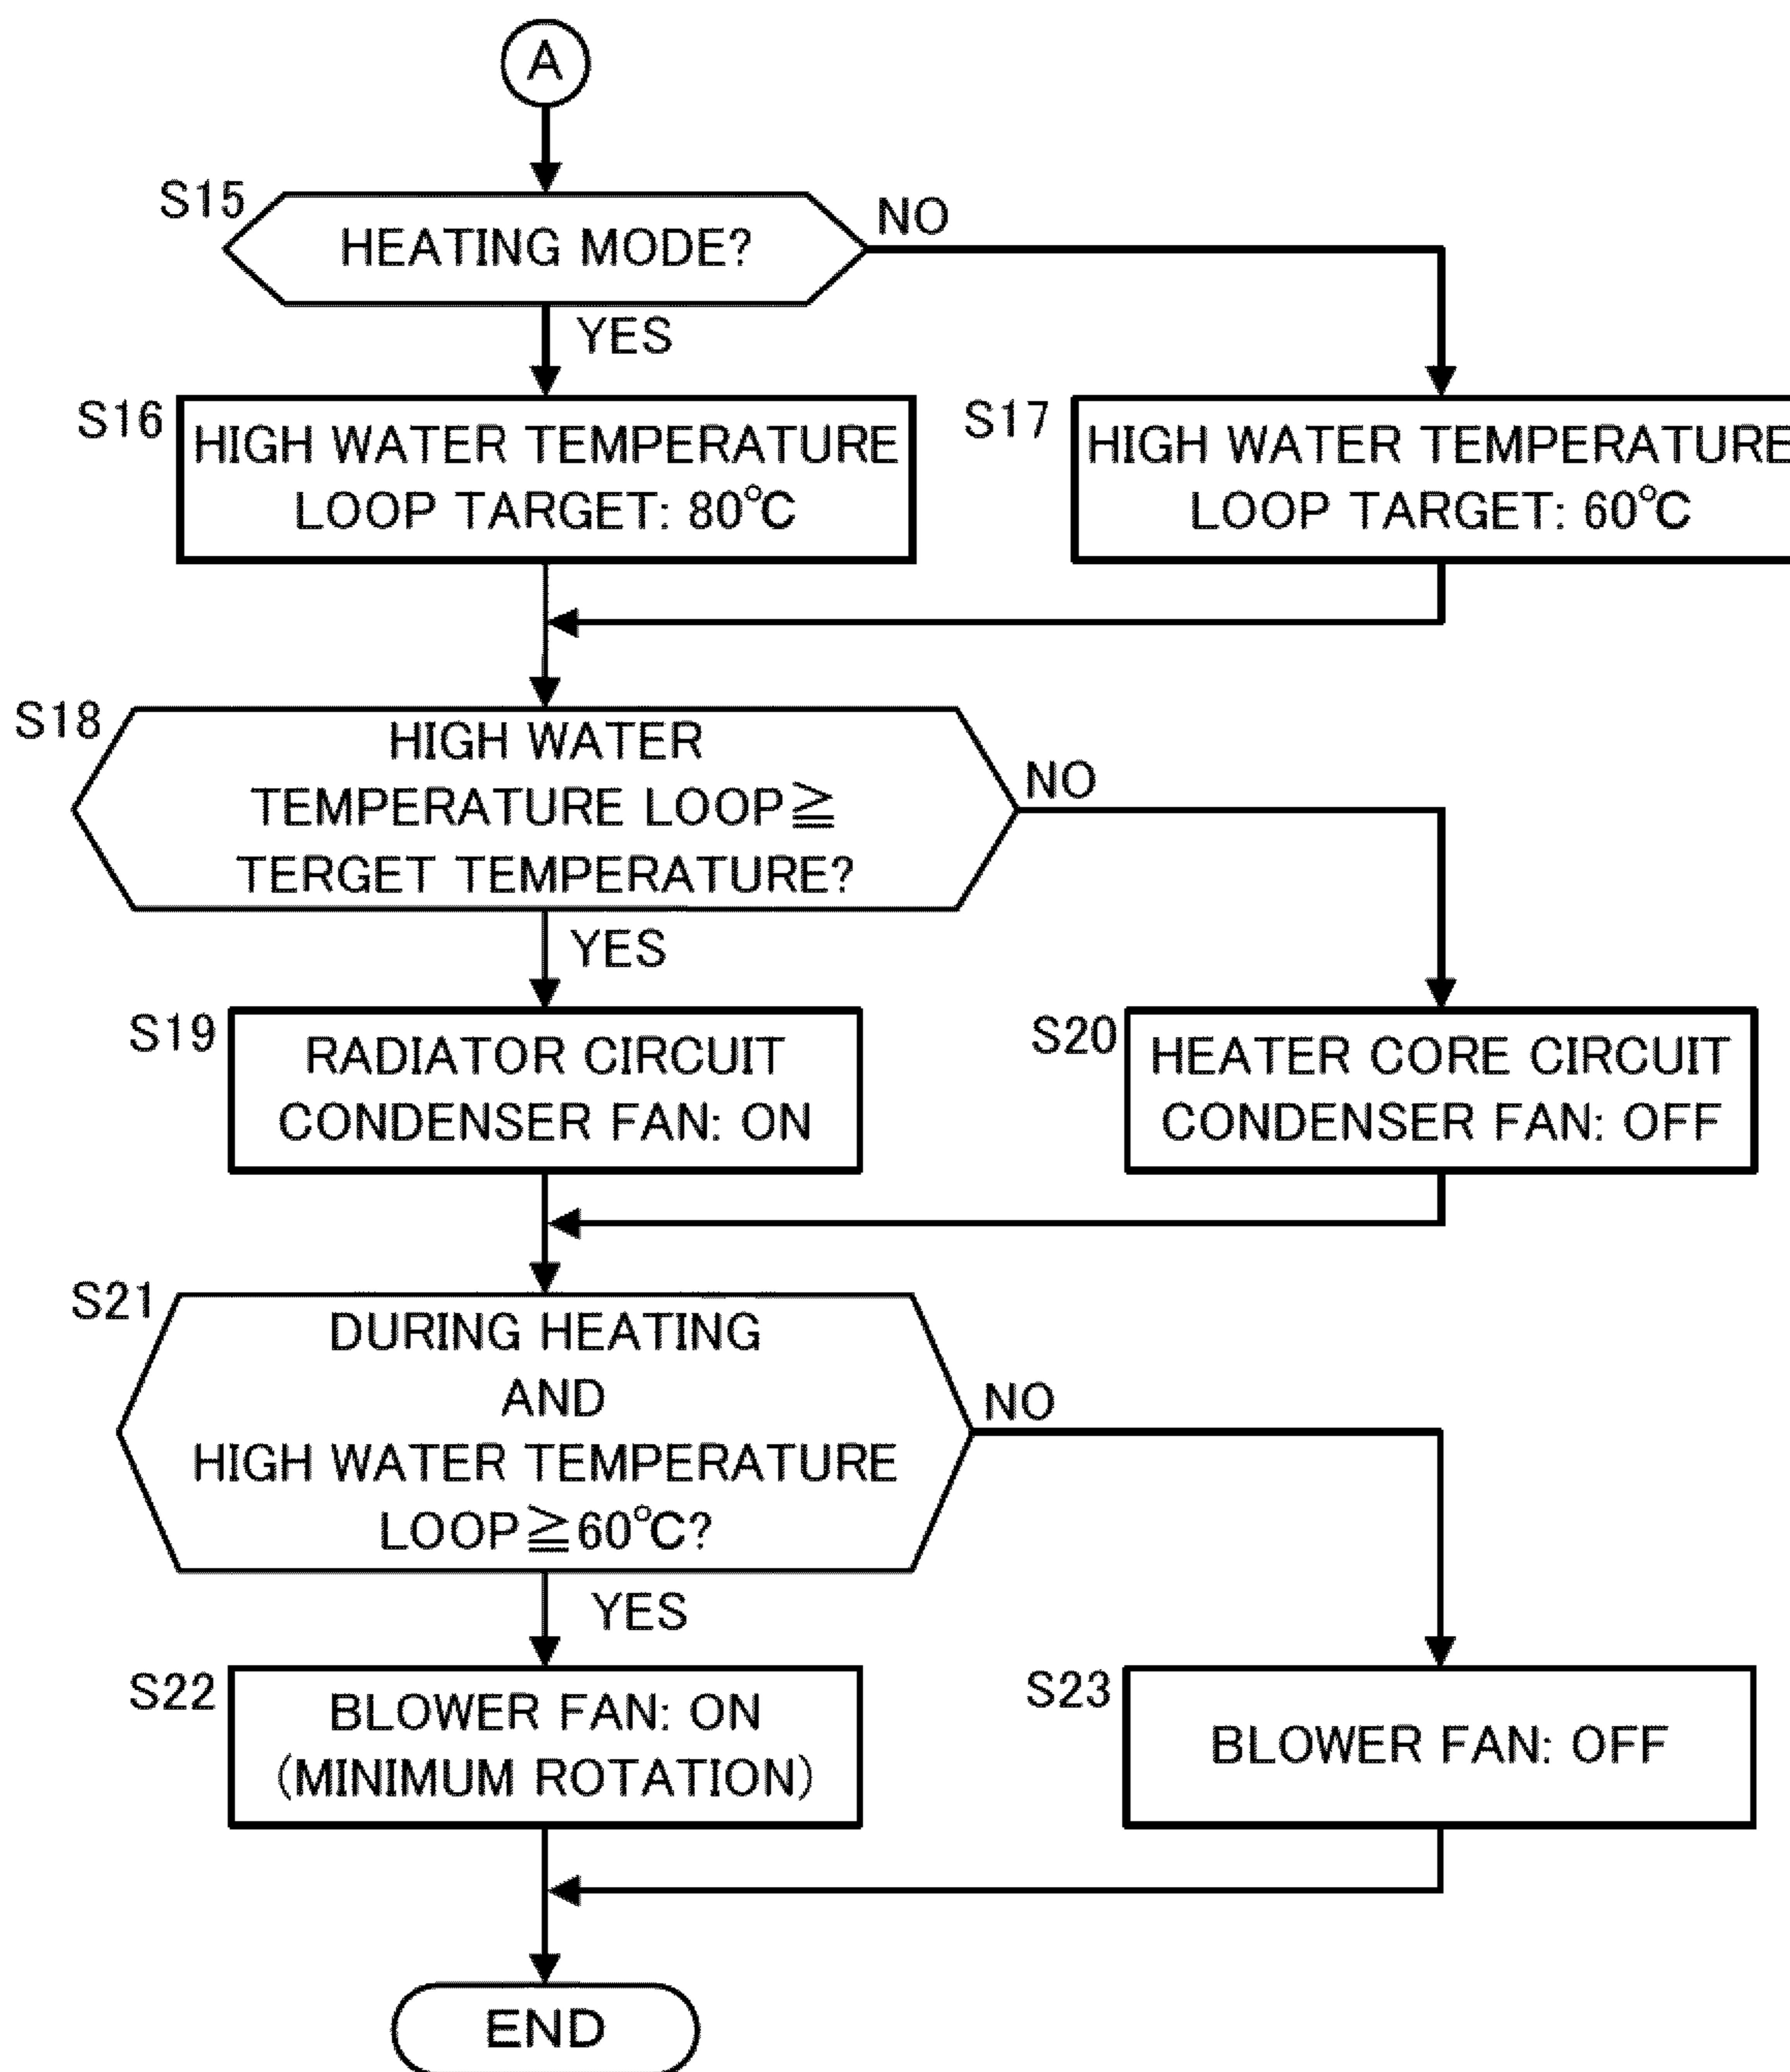 A
S15
HEATING MODE?
NO
YES
S16
HIGH WATER TEMPERATURE
LOOP TARGET: 80℃
S17
HIGH WATER TEMPERATURE
LOOP TARGET: 60℃
S18
HIGH WATER
TEMPERATURE LOOP≧
TERGET TEMPERATURE?
NO
YES
S19
RADIATOR CIRCUIT
CONDENSER FAN: ON
S20
HEATER CORE CIRCUIT
CONDENSER FAN: OFF
S21
DURING HEATING
AND
HIGH WATER TEMPERATURE
LOOP≧60℃?
NO
YES
S22
BLOWER FAN: ON
(MINIMUM ROTATION)
S23
BLOWER FAN: OFF
END